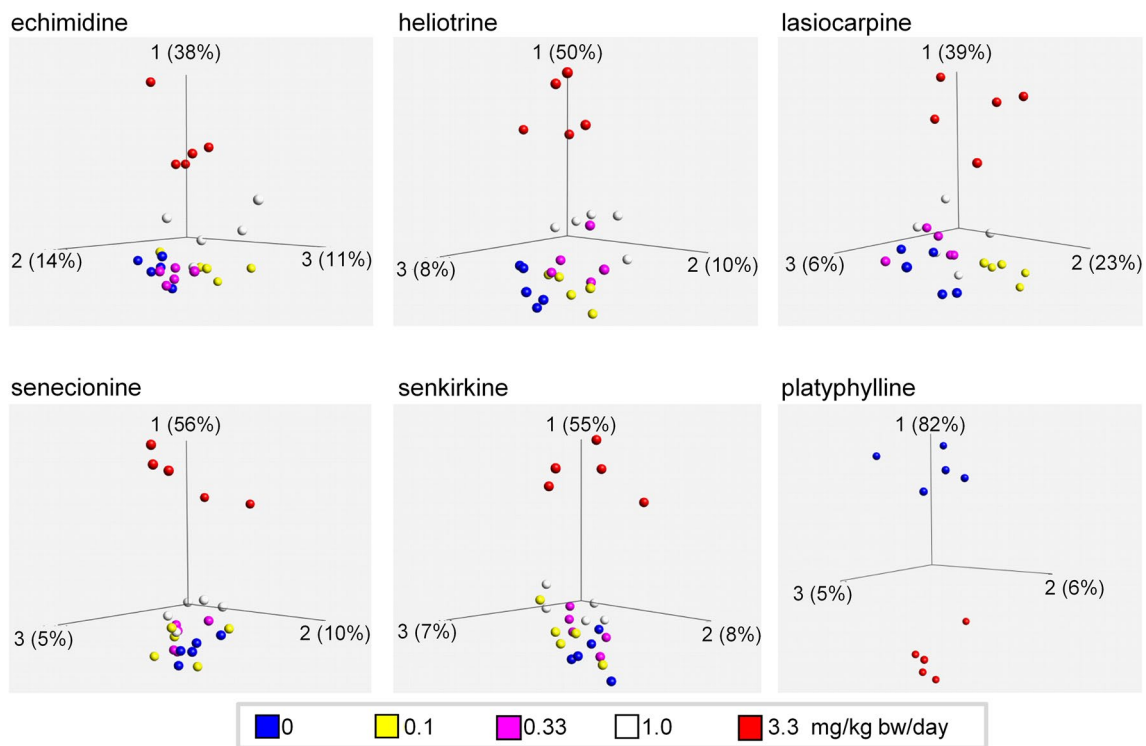 echimidine
1 (38%)
2 (14%)
3 (11%)
heliotrine
1 (50%)
3 (8%)
2 (10%)
lasiocarpine
1 (39%)
3 (6%)
2 (23%)
senecionine
1 (56%)
3 (5%)
2 (10%)
senkirkine
1 (55%)
3 (7%)
2 (8%)
platyphylline
1 (82%)
3 (5%)
2 (6%)
0 0.1 0.33 1.0 3.3 mg/kg bw/day